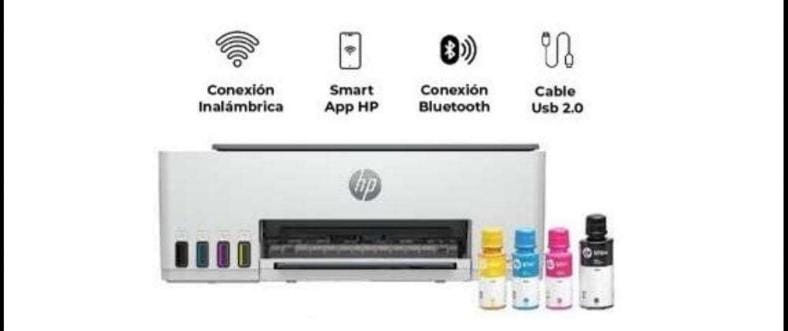 Conexión
Inalámbrica
Smart
App HP
Conexión
Bluetooth
Cable
Usb 2.0
hp